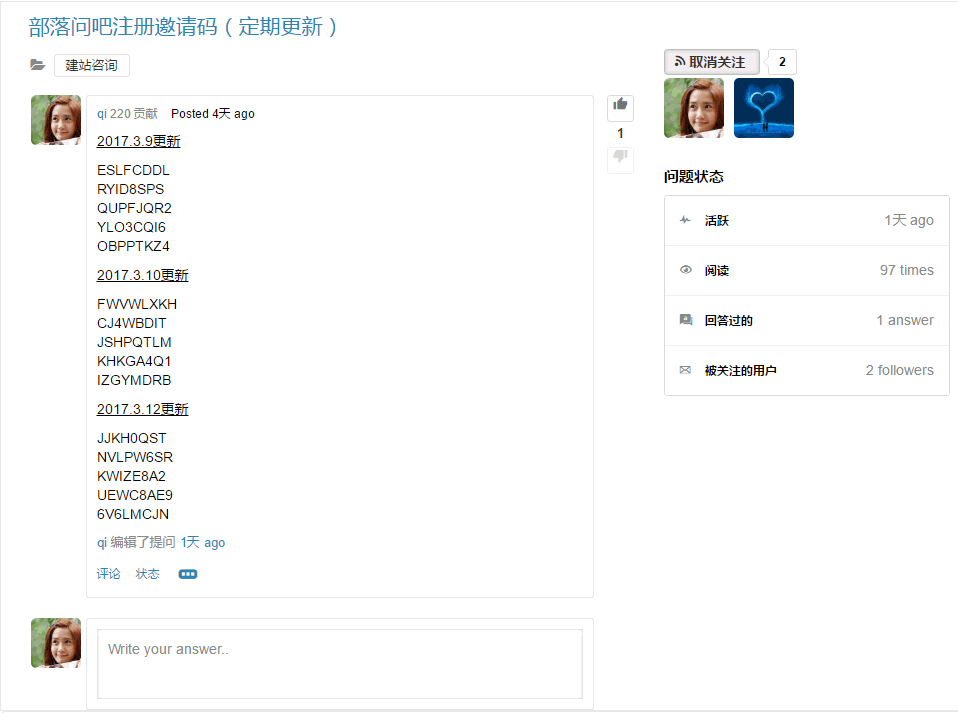 部落问吧注册邀请码（定期更新）
建站咨询
qi 220 贡献 Posted 4天 ago
2017.3.9更新
ESLFCDDL
RYID8SPS
QUPFJQR2
YLO3CQI6
OBPPTKZ4
2017.3.10更新
FWVWLXKH
CJ4WBDIT
JSHPQTLM
KHKGA4Q1
IZGYMDRB
2017.3.12更新
JJKH0QST
NVLPW6SR
KWIZE8A2
UEWC8AE9
6V6LMCJN
qi 编辑了提问 1天 ago
评论 状态
Write your answer..
1
取消关注 2
问题状态
活跃 1天 ago
阅读 97 times
回答过的 1 answer
被关注的用户 2 followers